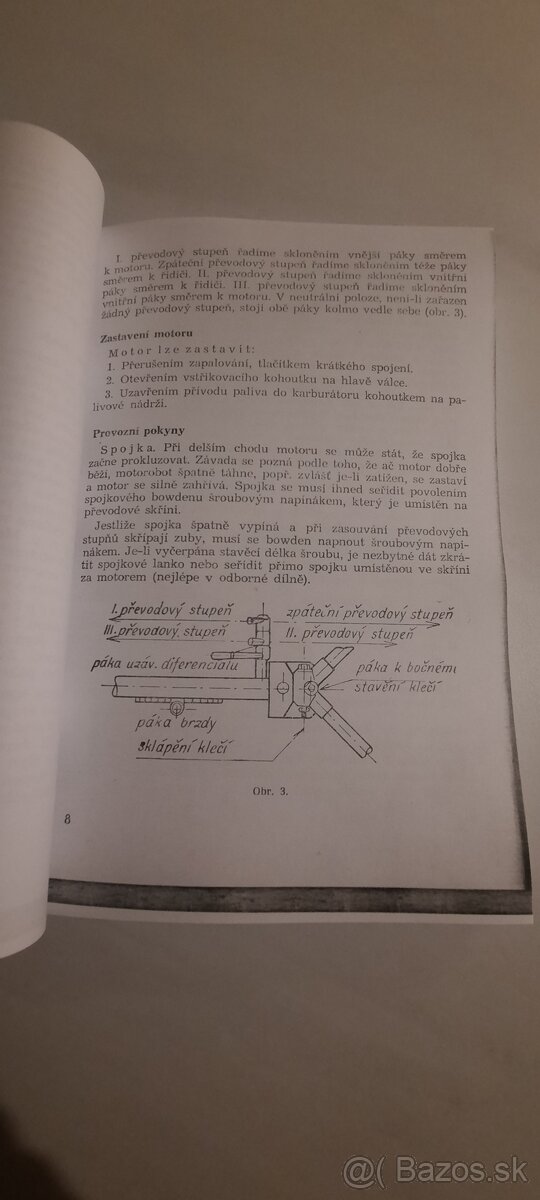 I. převodový stupeň řadíme skloněním vnější páky směrem
k motoru. Zpáteční převodový stupeň řadíme skloněním téže páky
směrem k řidiči. II. převodový stupeň řadíme skloněním vnitřní
páky směrem k řidiči. III. převodový stupeň řadíme skloněním
vnitřní páky směrem k motoru. V neutrální poloze, není-li zařazen
žádný převodový stupeň, stojí obě páky kolmo vedle sebe (obr. 3).
Zastavení motoru
Motor lze zastavit:
1. Přerušením zapalování, tlačítkem krátkého spojení.
2. Otevřením vstřikovacího kohoutku na hlavě válce.
3. Uzavřením přívodu paliva do karburátoru kohoutkem na pa-
livové nádrži.
Provozní pokyny
Spojka. Při delším chodu motoru se může stát, že spojka
začne prokluzovat. Závada se pozná podle toho, že ač motor dobře
běží, motorobot špatně táhne, popř. zvlášť je-li zatížen, se zastaví
a motor se silně zahřívá. Spojka se musí ihned seřídit povolením
spojkového bowdenu šroubovým napínákem, který je umístěn na
převodové skříni.
Jestliže spojka špatně vypíná a při zasouvání převodových
stupňů skřípají zuby, musí se bowden napnout šroubovým napí-
nákem. Je-li vyčerpána stavěcí délka šroubu, je nezbytné dát zkrá-
tit spojkové lanko nebo seřídit přímo spojku umístěnou ve skříni
za motorem (nejlépe v odborné dílně).
I. převodový stupeň
zpáteční převodový stupeň
III. převodový stupeň
II. převodový stupeň
páka uzáv. diferenciálu
páka k bočnému
stavění klečí
páka brzdy
sklápění klečí
Obr. 3.
8
@( Bazos.sk